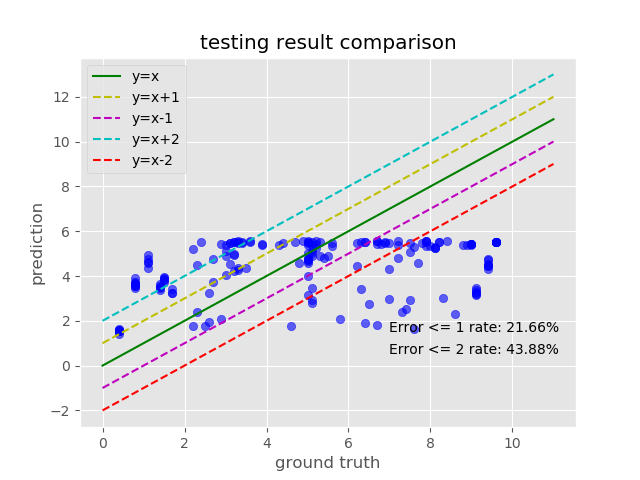 testing result comparison
y=x
y=x+1
y=x-1
y=x+2
y=x-2
12
10
8
6
4
2
0
−2
prediction
Error <= 1 rate: 21.66%
Error <= 2 rate: 43.88%
0 2 4 6 8 10
ground truth